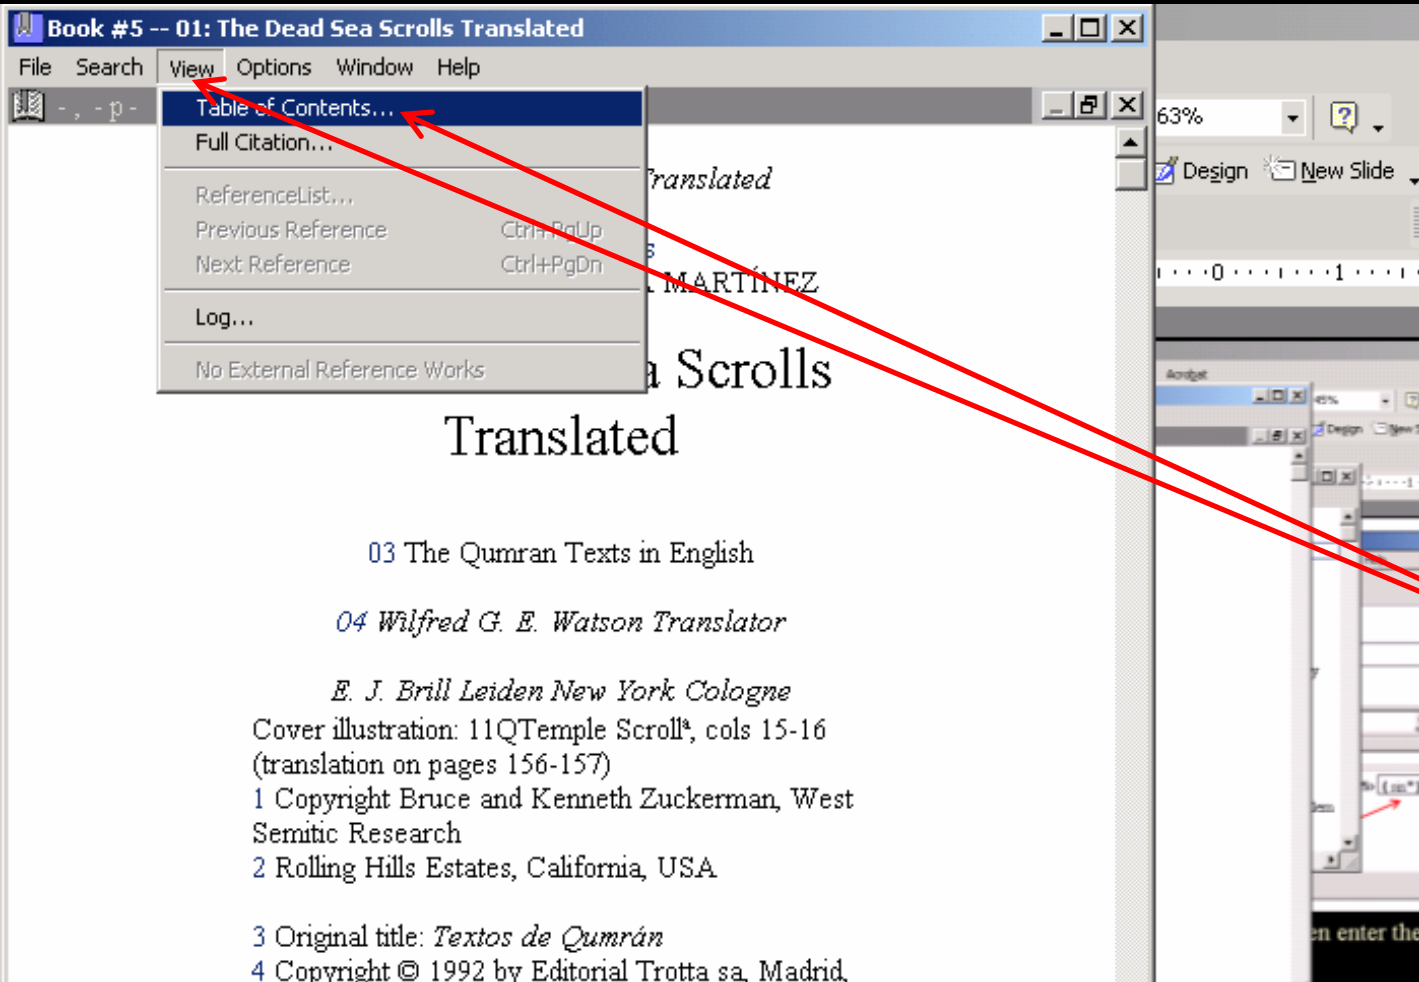 Book #5 -- 01: The Dead Sea Scrolls Translated
File Search View Options Window Help
- , - p -
Table of Contents...
Full Citation...
ReferenceList...
Previous Reference Ctrl+PgUp
Next Reference Ctrl+PgDn
Log...
No External Reference Works
Translated
s
MARTÍNEZ
a Scrolls
Translated
03 The Qumran Texts in English
04 Wilfred G. E. Watson Translator
E. J. Brill Leiden New York Cologne
Cover illustration: 11QTemple Scrollª, cols 15-16
(translation on pages 156-157)
1 Copyright Bruce and Kenneth Zuckerman, West
Semitic Research
2 Rolling Hills Estates, California, USA
3 Original title: Textos de Qumrán
4 Copyright © 1992 by Editorial Trotta sa, Madrid,
63%
Design New Slide
0 1
Acrobat
45%
Design New S
en enter the